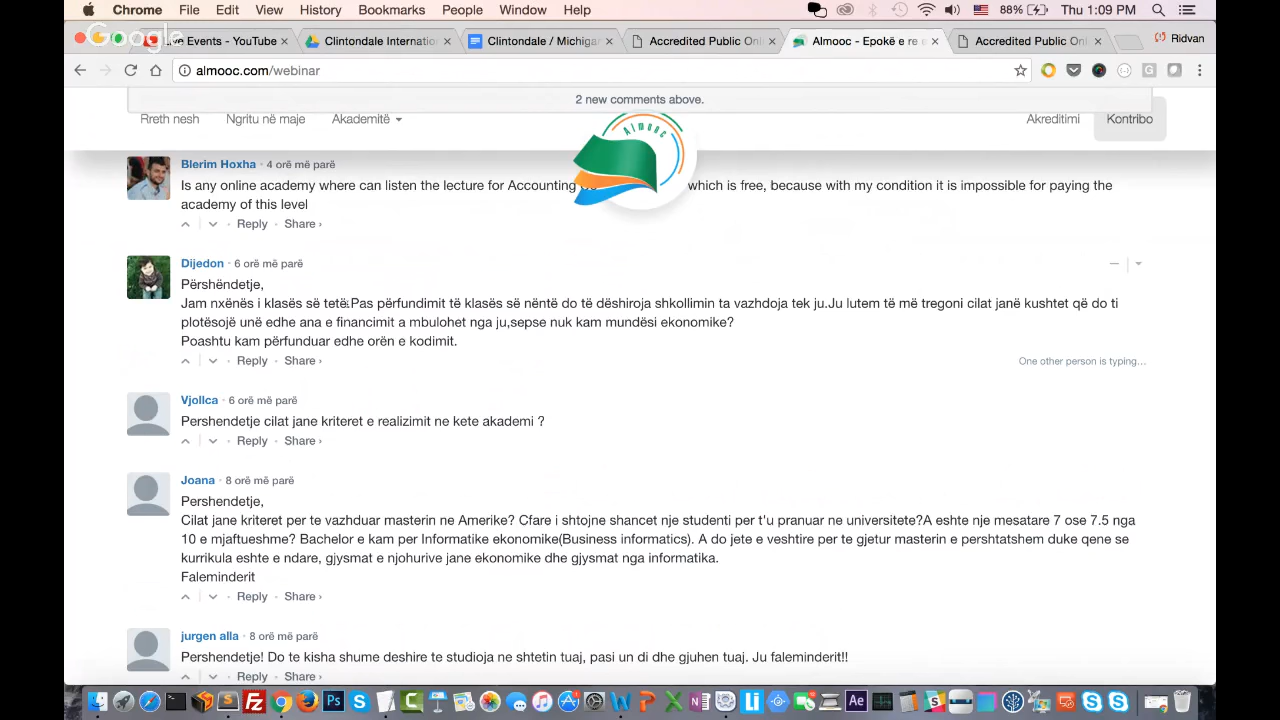 Chrome File Edit View History Bookmarks People Window Help 88% Thu 1:09 PM
Google
Live Events - YouTube Clintondale Internatio Clintondale / Michigan Accredited Public Onli Almooc - Epokë e re e Accredited Public Onli Ridvan
almooc.com/webinar
2 new comments above.
Rreth nesh Ngritu në maje Akademitë Almooc Akreditimi Kontribo
Blerim Hoxha · 4 orë më parë
Is any online academy where can listen the lecture for Accounting which is free, because with my condition it is impossible for paying the
academy of this level
Reply · Share ›
Dijedon · 6 orë më parë
Përshëndetje,
Jam nxënës i klasës së tetë.Pas përfundimit të klasës së nëntë do të dëshiroja shkollimin ta vazhdoja tek ju.Ju lutem të më tregoni cilat janë kushtet që do ti
plotësojë unë edhe ana e financimit a mbulohet nga ju,sepse nuk kam mundësi ekonomike?
Poashtu kam përfunduar edhe orën e kodimit.
Reply · Share › One other person is typing...
Vjollca · 6 orë më parë
Pershendetje cilat jane kriteret e realizimit ne kete akademi ?
Reply · Share ›
Joana · 8 orë më parë
Pershendetje,
Cilat jane kriteret per te vazhduar masterin ne Amerike? Cfare i shtojne shancet nje studenti per t'u pranuar ne universitete?A eshte nje mesatare 7 ose 7.5 nga
10 e mjaftueshme? Bachelor e kam per Informatike ekonomike(Business informatics). A do jete e veshtire per te gjetur masterin e pershtatshem duke qene se
kurrikula eshte e ndare, gjysmat e njohurive jane ekonomike dhe gjysmat nga informatika.
Faleminderit
Reply · Share ›
jurgen alla · 8 orë më parë
Pershendetje! Do te kisha shume deshire te studioja ne shtetin tuaj, pasi un di dhe gjuhen tuaj. Ju faleminderit!!
Reply · Share ›